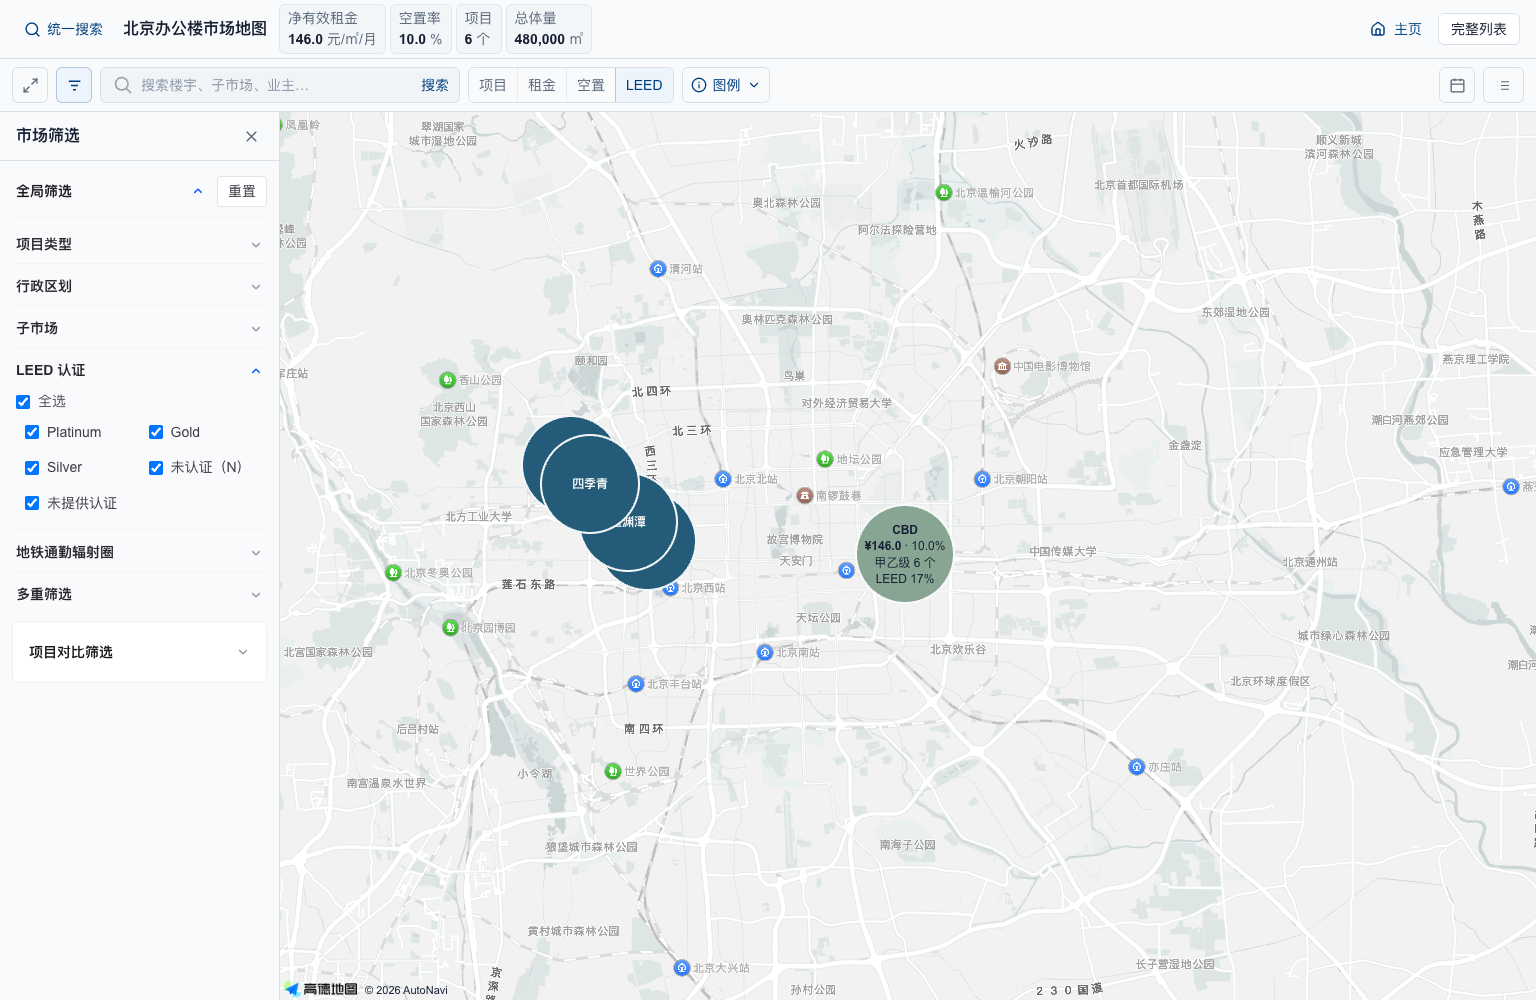 统一搜索
北京办公楼市场地图
净有效租金
146.0 元/㎡/月
空置率
10.0 %
项目
6 个
总体量
480,000 ㎡
主页
完整列表
搜索楼宇、子市场、业主…
搜索
项目
租金
空置
LEED
图例
市场筛选
全局筛选
重置
项目类型
行政区划
子市场
LEED 认证
全选
Platinum
Gold
Silver
未认证（N）
未提供认证
地铁通勤辐射圈
多重筛选
项目对比筛选
凤凰岭
翠湖国家
城市湿地公园
火沙路
顺义新城
滨河森林公园
北京温榆河公园
北京首都国际机场
奥北森林公园
木燕路
阿尔法探险营地
清河站
东郊湿地公园
奥林匹克森林公园
颐和园
中国电影博物馆
燕京理工学院
香山公园
鸟巢
北四环
北京西山
国家森林公园
对外经济贸易大学
潮白河燕郊公园
北三环
金盏淀
西三环
应急管理大学
地坛公园
北京北站
北京朝阳站
四季青
南锣鼓巷
北方工业大学
渊潭
CBD
¥146.0 · 10.0%
甲乙级 6 个
LEED 17%
故宫博物院
天安门
中国传媒大学
北京通州站
北京冬奥公园
莲石东路
北京西站
天坛公园
北京园博园
城市绿心森林公园
北宫国家森林公园
北京南站
北京欢乐谷
北京丰台站
北京环球度假区
后吕村站
南四环
小令湖
世界公园
亦庄站
南宫温泉水世界
狼垡城市森林公园
南海子公园
黄村城市森林公园
北京大兴站
长子营湿地公园
京深路
孙村公园
230国道
高德地图
© 2026 AutoNavi